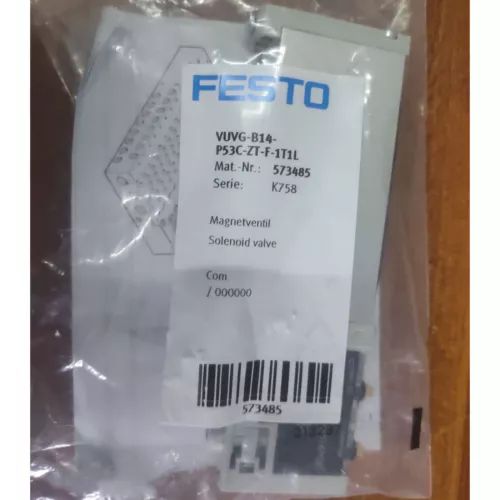 FESTO
VUVG-B14-
P53C-ZT-F-1T1L
Mat.-Nr.: 573485
Serie: K758
Magnetventil
Solenoid valve
Com
/ 000000
573485